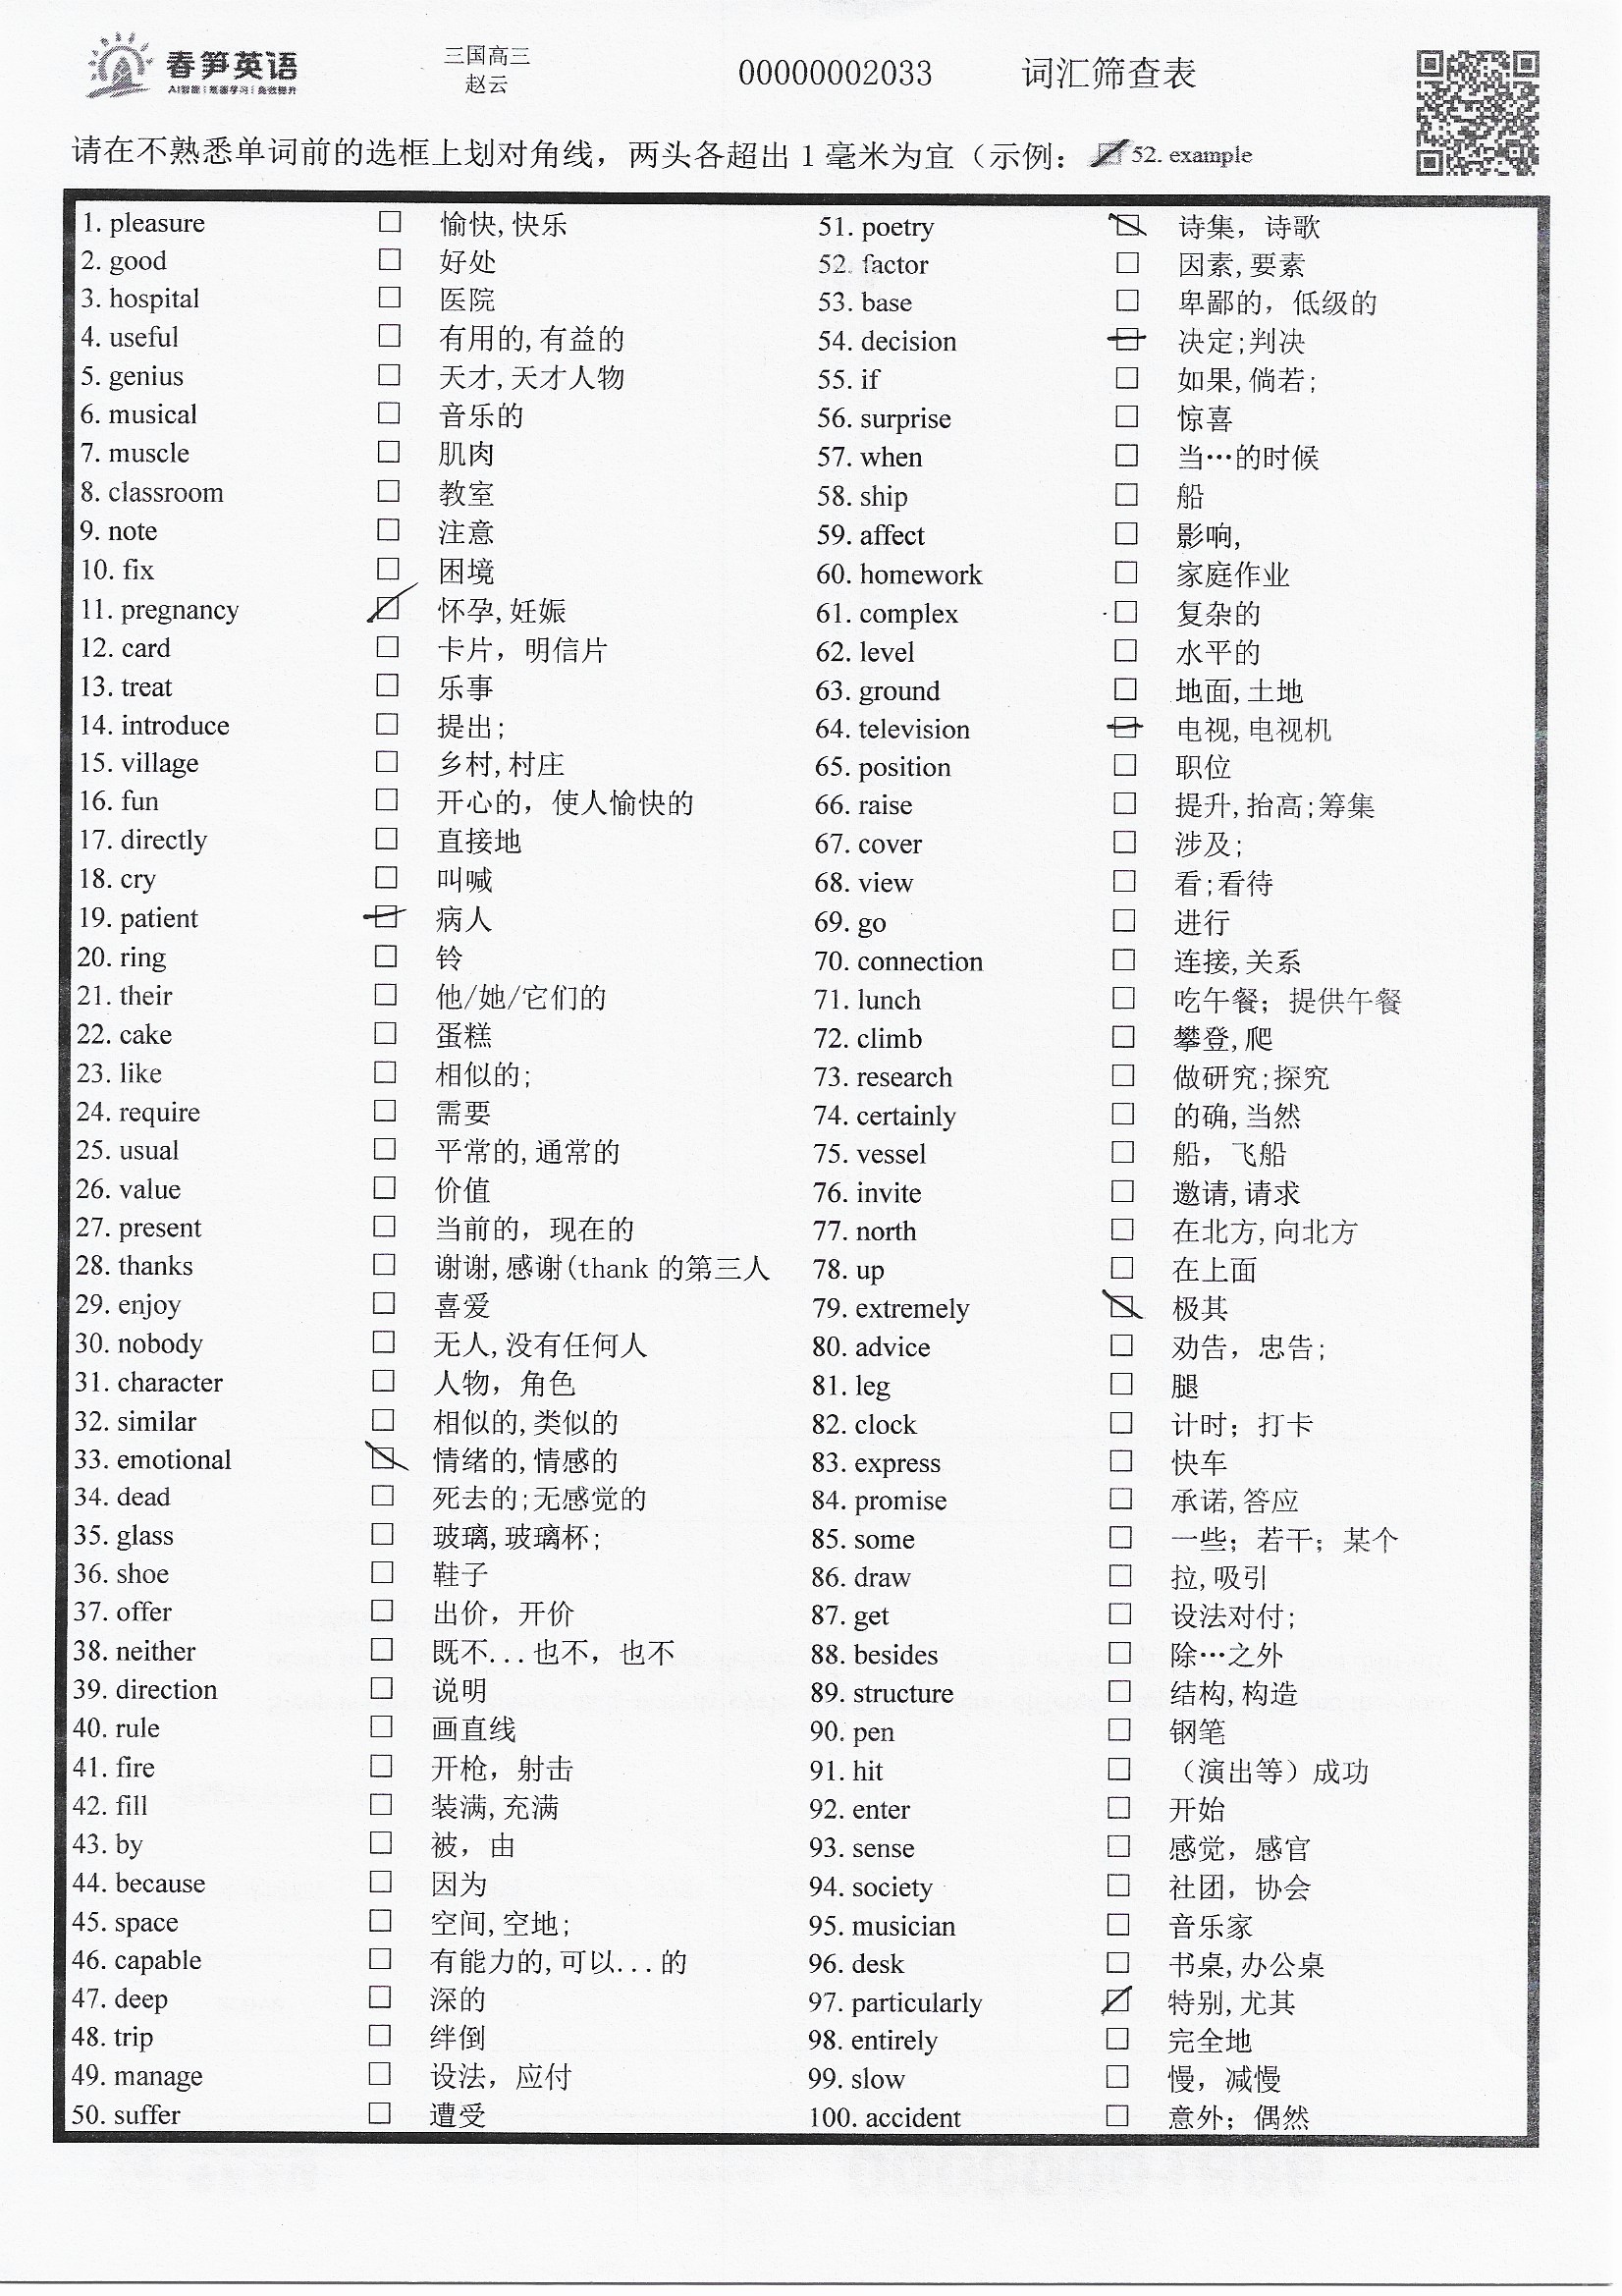 春笋英语
三国高三
赵云
00000002033
词汇筛查表
请在不熟悉单词前的选框上划对角线，两头各超出 1 毫米为宜（示例： 52. example
1. pleasure 愉快,快乐
2. good 好处
3. hospital 医院
4. useful 有用的,有益的
5. genius 天才,天才人物
6. musical 音乐的
7. muscle 肌肉
8. classroom 教室
9. note 注意
10. fix 困境
11. pregnancy 怀孕,妊娠
12. card 卡片，明信片
13. treat 乐事
14. introduce 提出;
15. village 乡村,村庄
16. fun 开心的，使人愉快的
17. directly 直接地
18. cry 叫喊
19. patient 病人
20. ring 铃
21. their 他/她/它们的
22. cake 蛋糕
23. like 相似的;
24. require 需要
25. usual 平常的,通常的
26. value 价值
27. present 当前的，现在的
28. thanks 谢谢,感谢(thank 的第三人
29. enjoy 喜爱
30. nobody 无人,没有任何人
31. character 人物，角色
32. similar 相似的,类似的
33. emotional 情绪的,情感的
34. dead 死去的;无感觉的
35. glass 玻璃,玻璃杯;
36. shoe 鞋子
37. offer 出价，开价
38. neither 既不...也不，也不
39. direction 说明
40. rule 画直线
41. fire 开枪，射击
42. fill 装满,充满
43. by 被，由
44. because 因为
45. space 空间,空地;
46. capable 有能力的,可以...的
47. deep 深的
48. trip 绊倒
49. manage 设法，应付
50. suffer 遭受
51. poetry 诗集，诗歌
52. factor 因素,要素
53. base 卑鄙的，低级的
54. decision 决定;判决
55. if 如果,倘若;
56. surprise 惊喜
57. when 当…的时候
58. ship 船
59. affect 影响,
60. homework 家庭作业
61. complex 复杂的
62. level 水平的
63. ground 地面,土地
64. television 电视,电视机
65. position 职位
66. raise 提升,抬高;筹集
67. cover 涉及;
68. view 看;看待
69. go 进行
70. connection 连接,关系
71. lunch 吃午餐；提供午餐
72. climb 攀登,爬
73. research 做研究;探究
74. certainly 的确,当然
75. vessel 船，飞船
76. invite 邀请,请求
77. north 在北方,向北方
78. up 在上面
79. extremely 极其
80. advice 劝告，忠告;
81. leg 腿
82. clock 计时；打卡
83. express 快车
84. promise 承诺,答应
85. some 一些；若干；某个
86. draw 拉,吸引
87. get 设法对付;
88. besides 除…之外
89. structure 结构,构造
90. pen 钢笔
91. hit （演出等）成功
92. enter 开始
93. sense 感觉，感官
94. society 社团，协会
95. musician 音乐家
96. desk 书桌,办公桌
97. particularly 特别,尤其
98. entirely 完全地
99. slow 慢，减慢
100. accident 意外；偶然